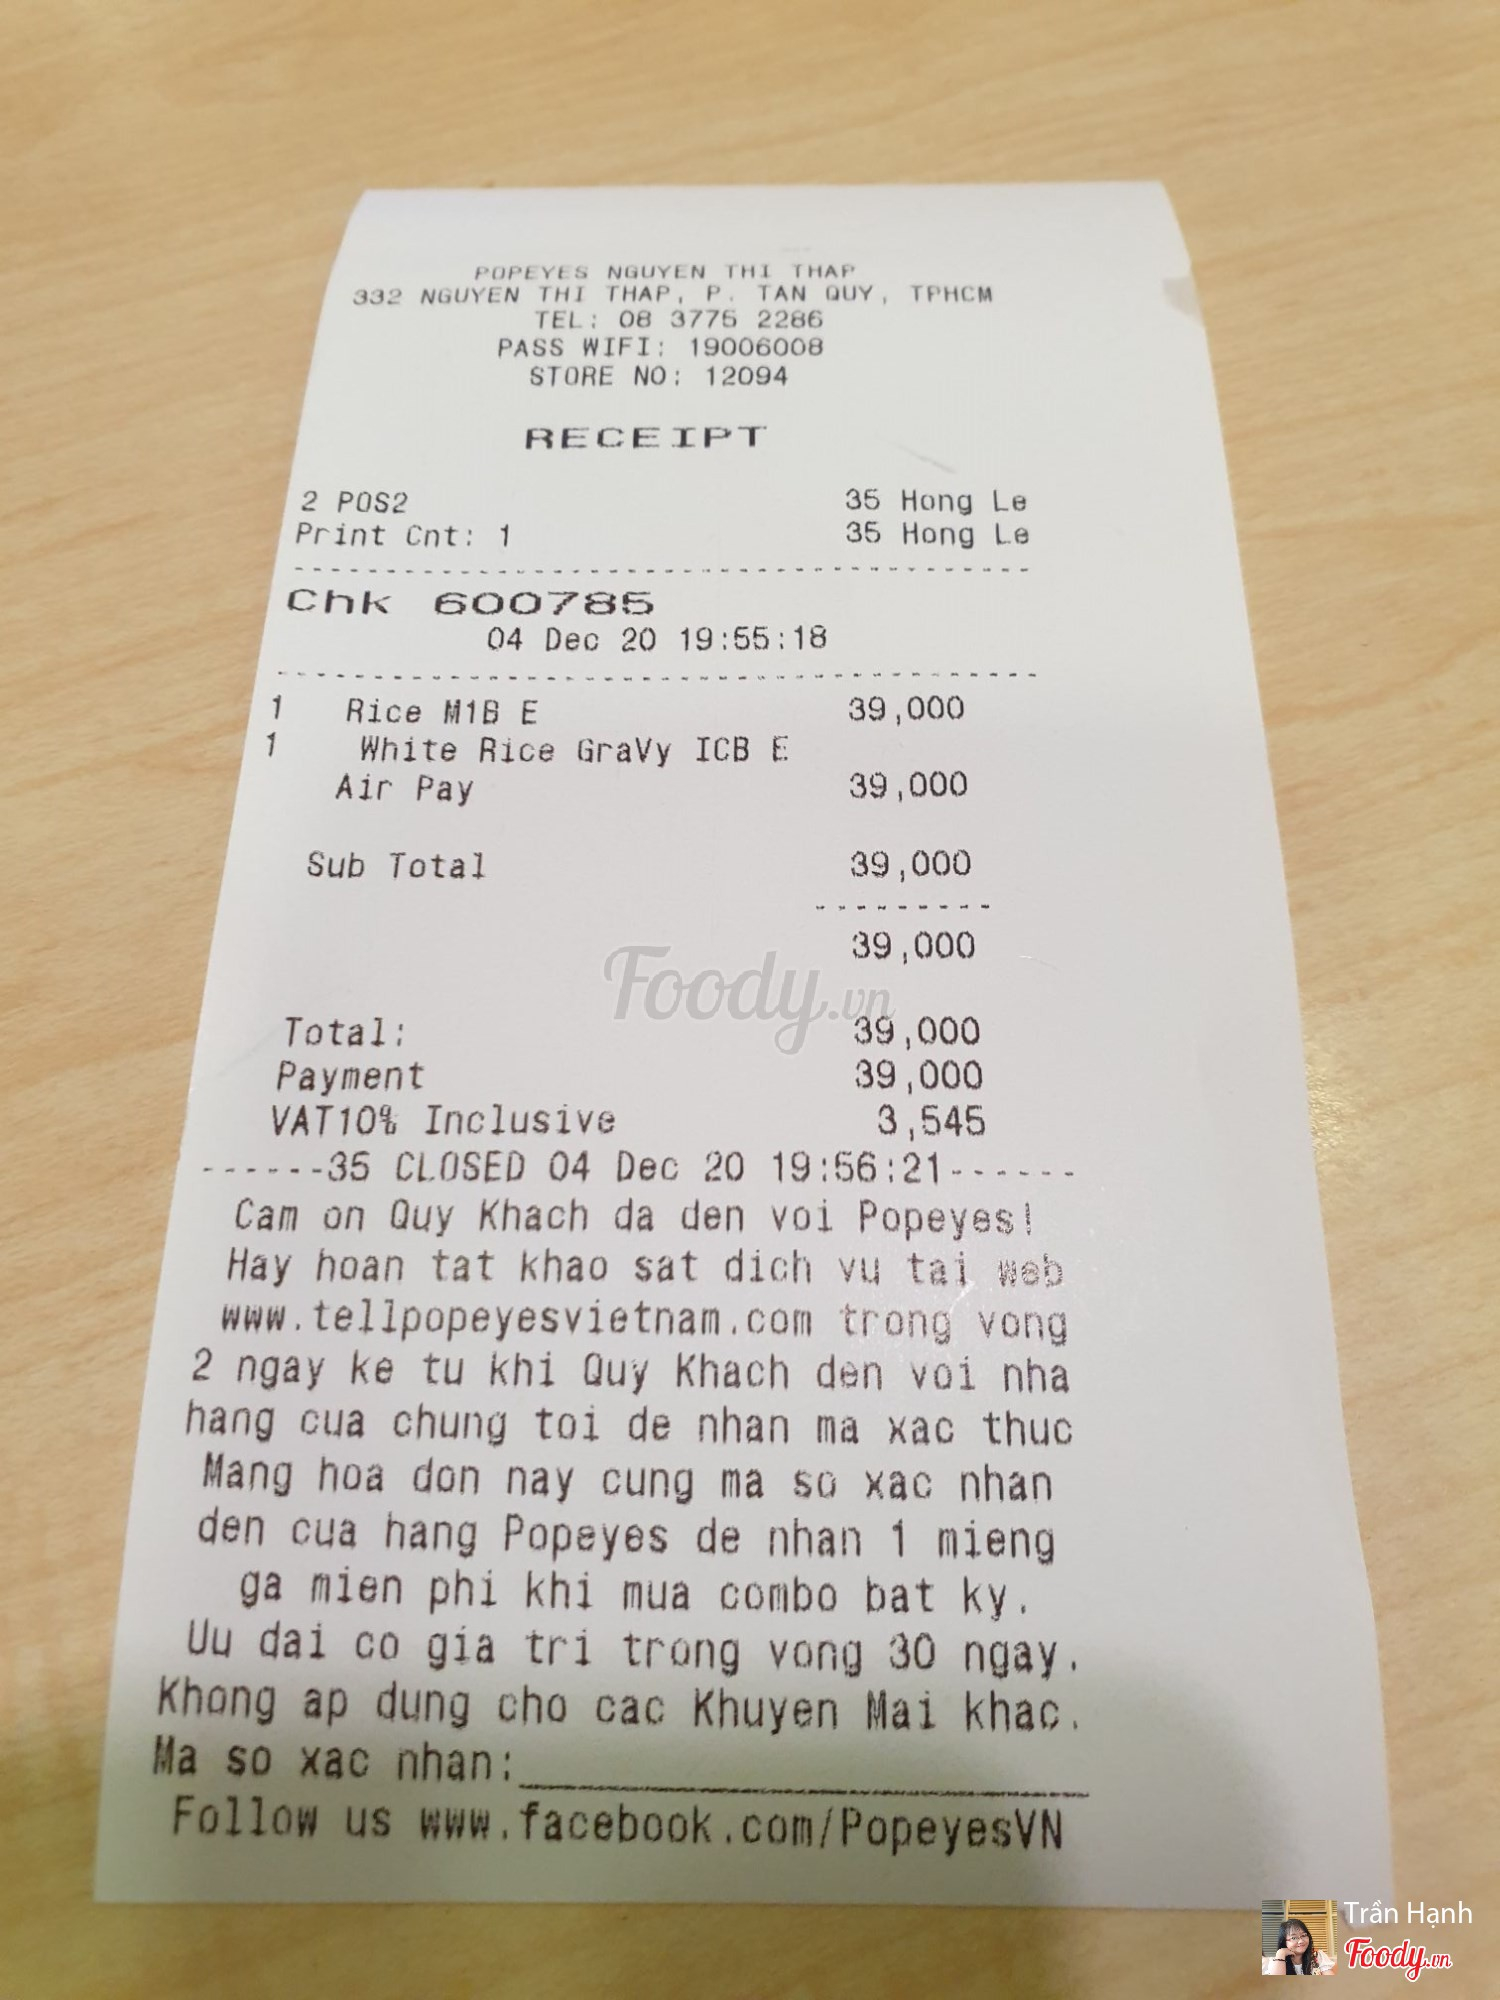 POPEYES NGUYEN THI THAP
332 NGUYEN THI THAP, P. TAN QUY, TPHCM
TEL: 08 3775 2286
PASS WIFI: 19006008
STORE NO: 12094
RECEIPT
2 POS2 35 Hong Le
Print Cnt: 1 35 Hong Le
Chk 600785
04 Dec 20 19:55:18
1 Rice M1B E 39,000
1 White Rice GraVy ICB E
Air Pay 39,000
Sub Total 39,000
39,000
Foody.vn
Total: 39,000
Payment 39,000
VAT10% Inclusive 3,545
------35 CLOSED 04 Dec 20 19:56:21------
Cam on Quy Khach da den voi Popeyes!
Hay hoan tat khao sat dich vu tai web
www.tellpopeyesvietnam.com trong vong
2 ngay ke tu khi Quy Khach den voi nha
hang cua chung toi de nhan ma xac thuc
Mang hoa don nay cung ma so xac nhan
den cua hang Popeyes de nhan 1 mieng
ga mien phi khi mua combo bat ky.
Uu dai co gia tri trong vong 30 ngay.
Khong ap dung cho cac Khuyen Mai khac.
Ma so xac nhan:
Follow us www.facebook.com/PopeyesVN
Trần Hạnh
Foody.vn